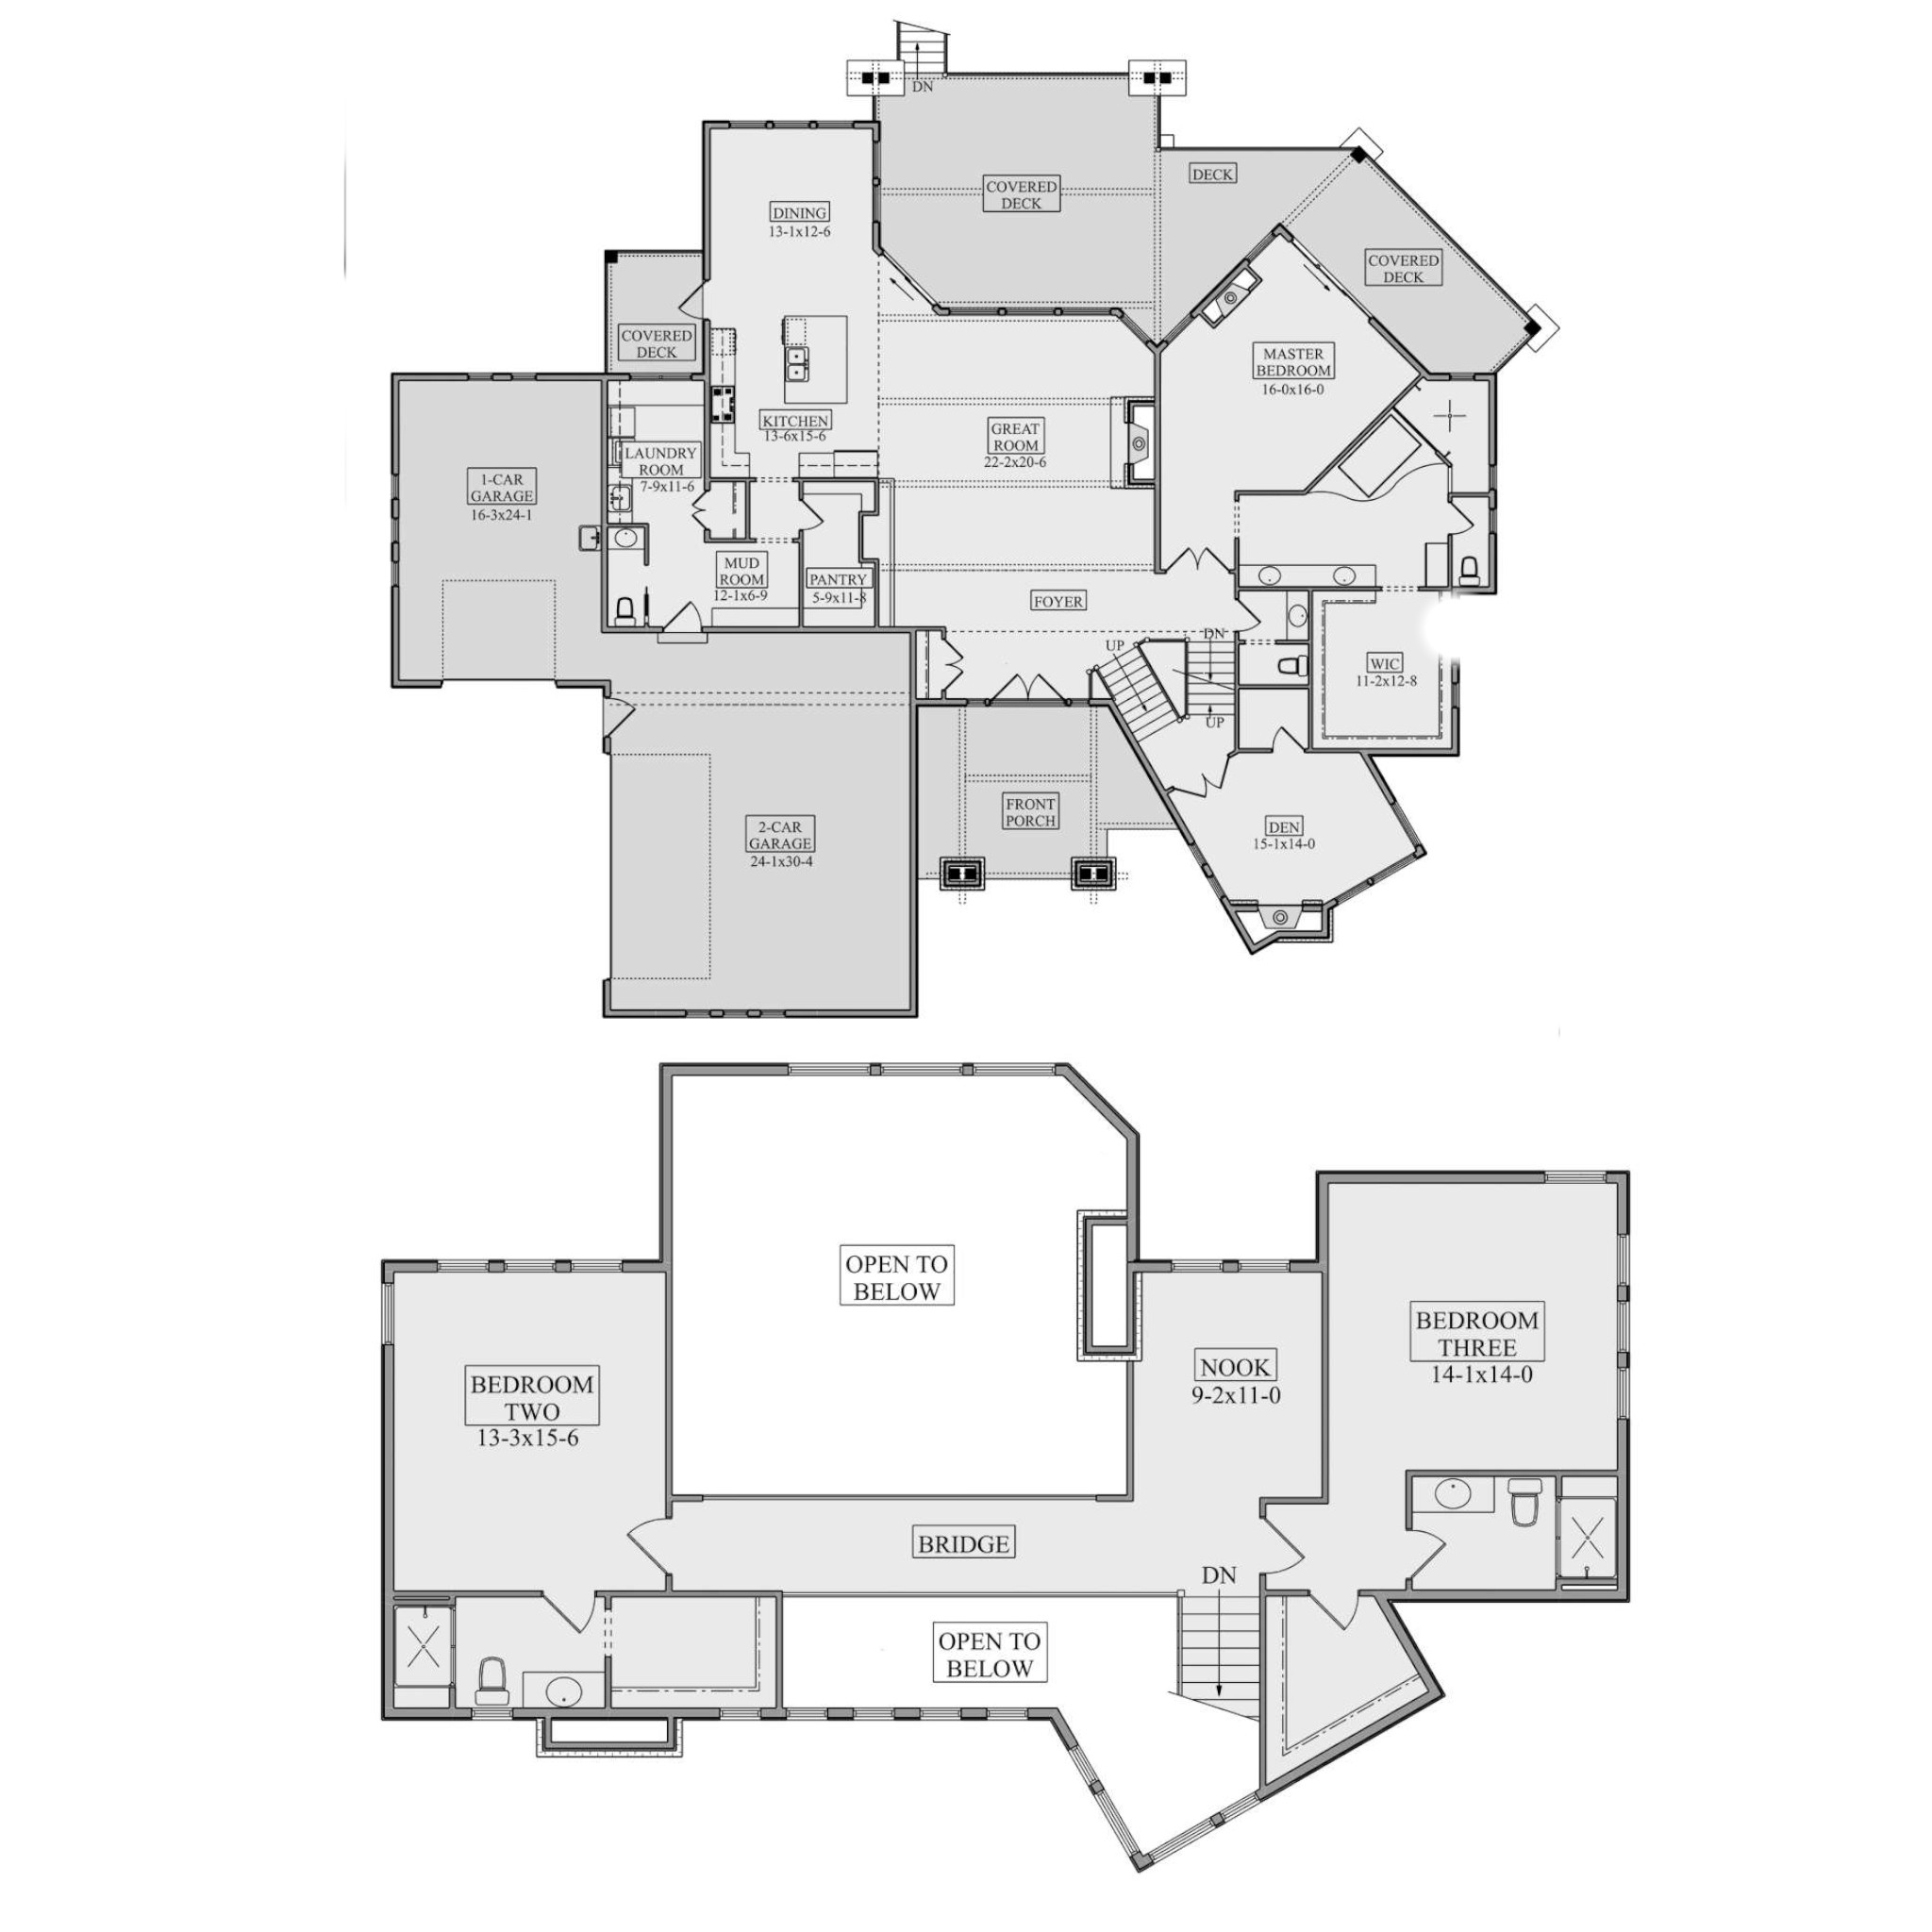 DN
DECK
COVERED
DECK
DINING
13-1x12-6
COVERED
DECK
COVERED
DECK
MASTER
BEDROOM
16-0x16-0
KITCHEN
13-6x15-6
GREAT
ROOM
22-2x20-6
LAUNDRY
ROOM
7-9x11-6
1-CAR
GARAGE
16-3x24-1
MUD
ROOM
12-1x6-9
PANTRY
5-9x11-8
FOYER
UP
DN
WIC
11-2x12-8
UP
FRONT
PORCH
2-CAR
GARAGE
24-1x30-4
DEN
15-1x14-0
OPEN TO
BELOW
BEDROOM
THREE
14-1x14-0
NOOK
9-2x11-0
BEDROOM
TWO
13-3x15-6
BRIDGE
DN
OPEN TO
BELOW